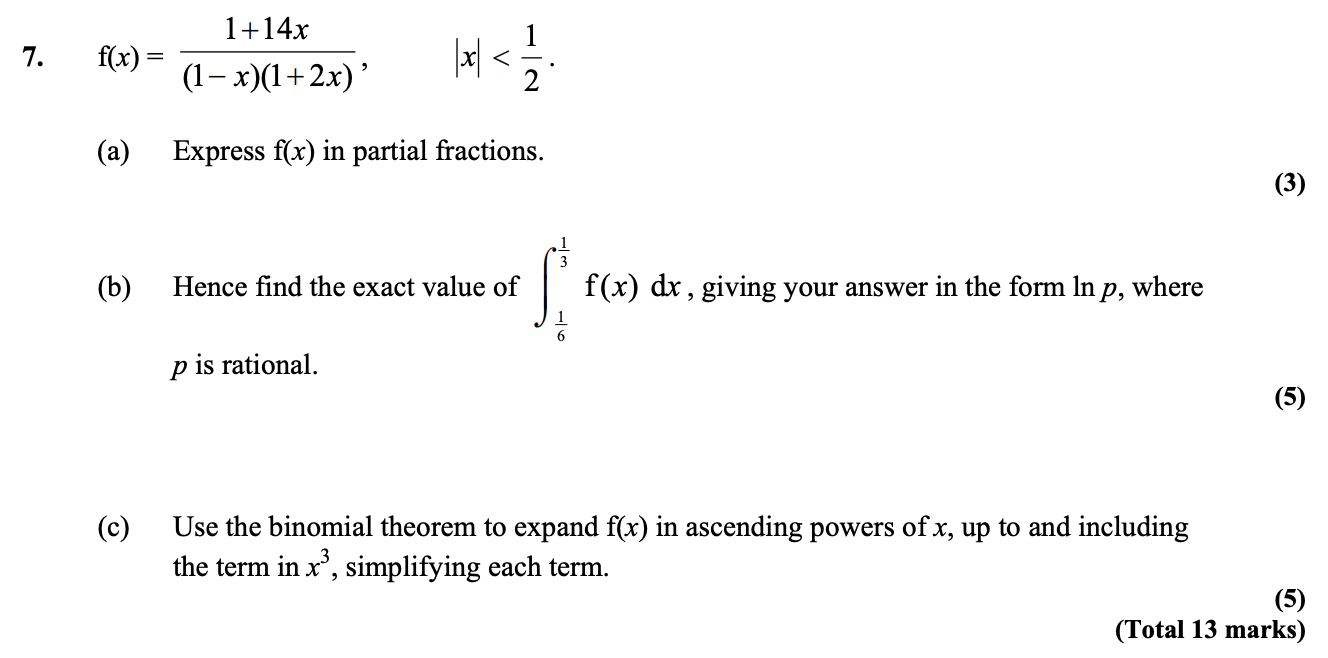 7. f(x) = \frac{1+14x}{(1-x)(1+2x)}, |x| < \frac{1}{2}.
(a) Express f(x) in partial fractions.
(3)
(b) Hence find the exact value of \int_{\frac{1}{6}}^{\frac{1}{3}} f(x) dx, giving your answer in the form ln p, where
p is rational.
(5)
(c) Use the binomial theorem to expand f(x) in ascending powers of x, up to and including
the term in x^3, simplifying each term.
(5)
(Total 13 marks)